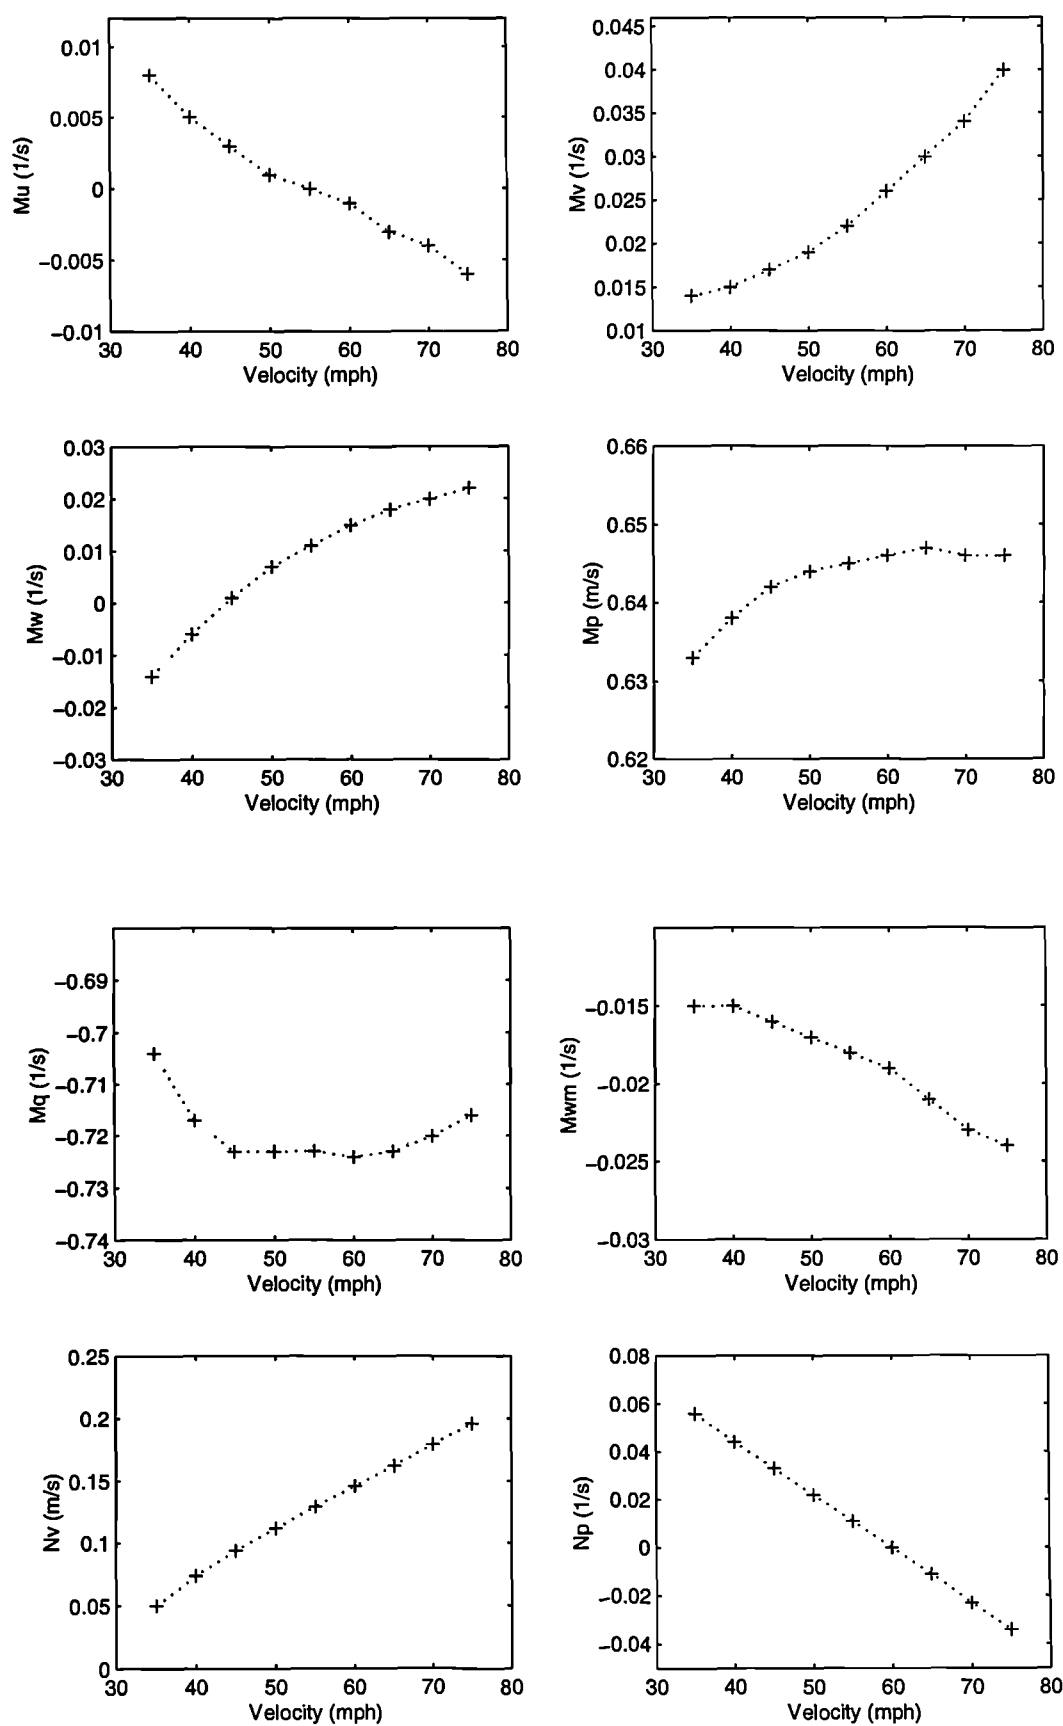 0.01
0.005
0
−0.005
−0.01
Mu (1/s)
30 40 50 60 70 80
Velocity (mph)
0.045
0.04
0.035
0.03
0.025
0.02
0.015
0.01
Mv (1/s)
30 40 50 60 70 80
Velocity (mph)
0.03
0.02
0.01
0
−0.01
−0.02
−0.03
Mw (1/s)
30 40 50 60 70 80
Velocity (mph)
0.66
0.65
0.64
0.63
0.62
Mp (m/s)
30 40 50 60 70 80
Velocity (mph)
−0.69
−0.7
−0.71
−0.72
−0.73
−0.74
Mq (1/s)
30 40 50 60 70 80
Velocity (mph)
−0.015
−0.02
−0.025
−0.03
Mwm (1/s)
30 40 50 60 70 80
Velocity (mph)
0.25
0.2
0.15
0.1
0.05
0
Nv (m/s)
30 40 50 60 70 80
Velocity (mph)
0.08
0.06
0.04
0.02
0
−0.02
−0.04
Np (1/s)
30 40 50 60 70 80
Velocity (mph)